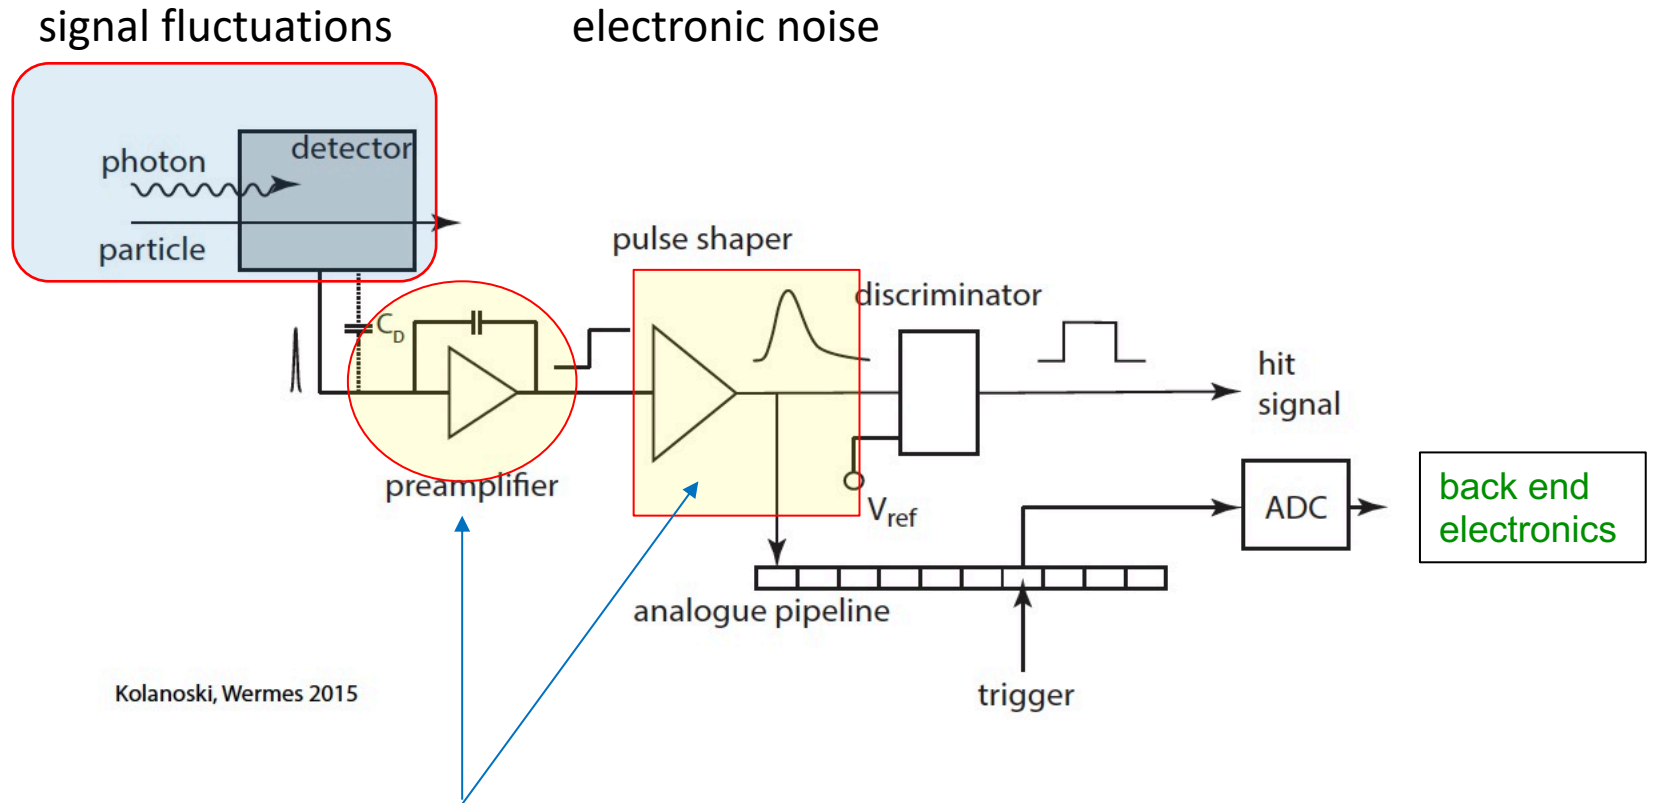 signal fluctuations
electronic noise
photon
detector
particle
pulse shaper
discriminator
C_D
hit
signal
preamplifier
V_ref
ADC
back end
electronics
analogue pipeline
trigger
Kolanoski, Wermes 2015